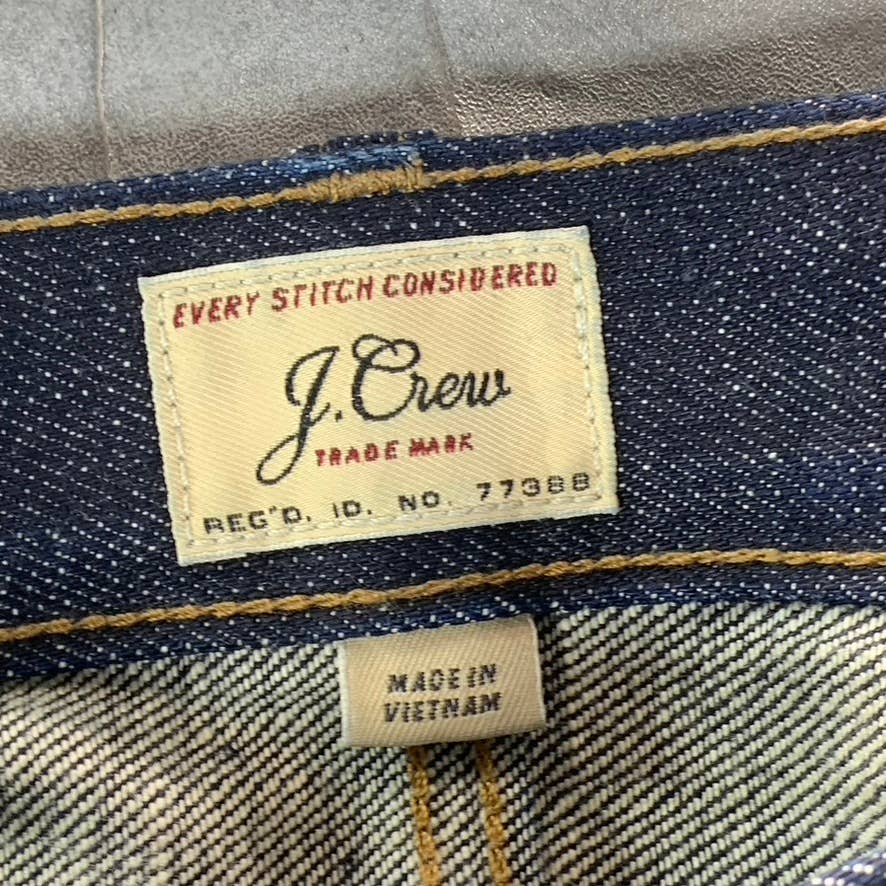 EVERY STITCH CONSIDERED
J.Crew
TRADE MARK
REG'D. ID. NO. 77388
MADE IN
VIETNAM